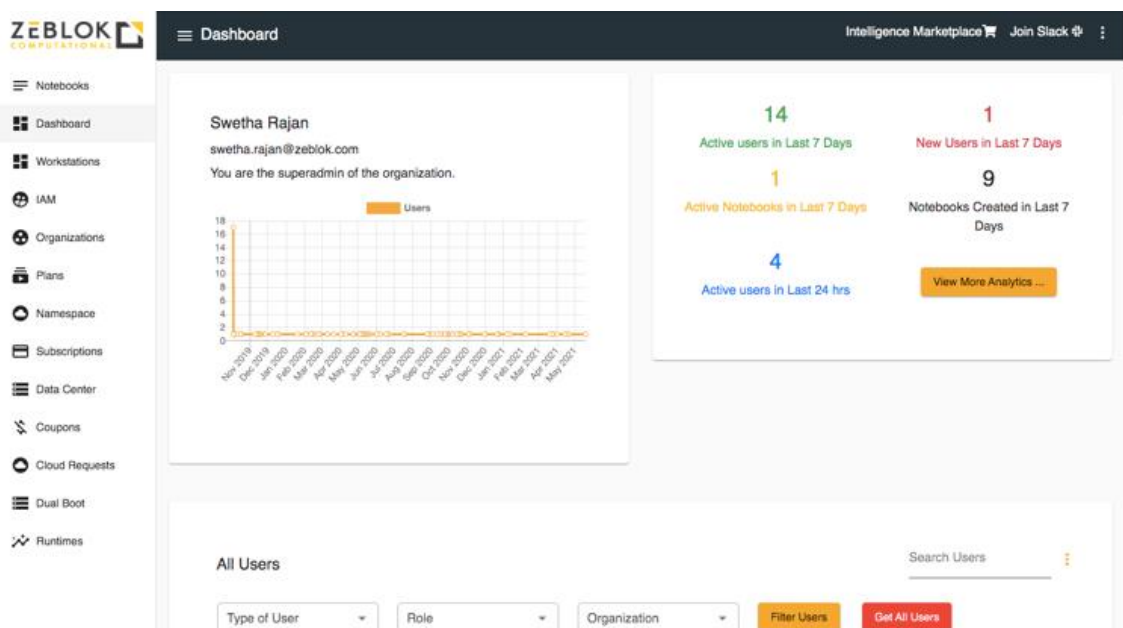 ZEBLOK
COMPUTATIONAL
Dashboard
Intelligence Marketplace
Join Slack
Notebooks
Dashboard
Workstations
IAM
Organizations
Plans
Namespace
Subscriptions
Data Center
Coupons
Cloud Requests
Dual Boot
Runtimes
Swetha Rajan
swetha.rajan@zeblok.com
You are the superadmin of the organization.
Users
18
16
14
12
10
8
6
4
2
0
Nov 2019
Dec 2019
Jan 2020
Feb 2020
Mar 2020
Apr 2020
May 2020
Jun 2020
Jul 2020
Aug 2020
Sep 2020
Oct 2020
Nov 2020
Dec 2020
Jan 2021
Feb 2021
Mar 2021
Apr 2021
May 2021
14
Active users in Last 7 Days
1
New Users in Last 7 Days
1
Active Notebooks in Last 7 Days
9
Notebooks Created in Last 7
Days
4
Active users in Last 24 hrs
View More Analytics ...
All Users
Search Users
Type of User
Role
Organization
Filter Users
Get All Users